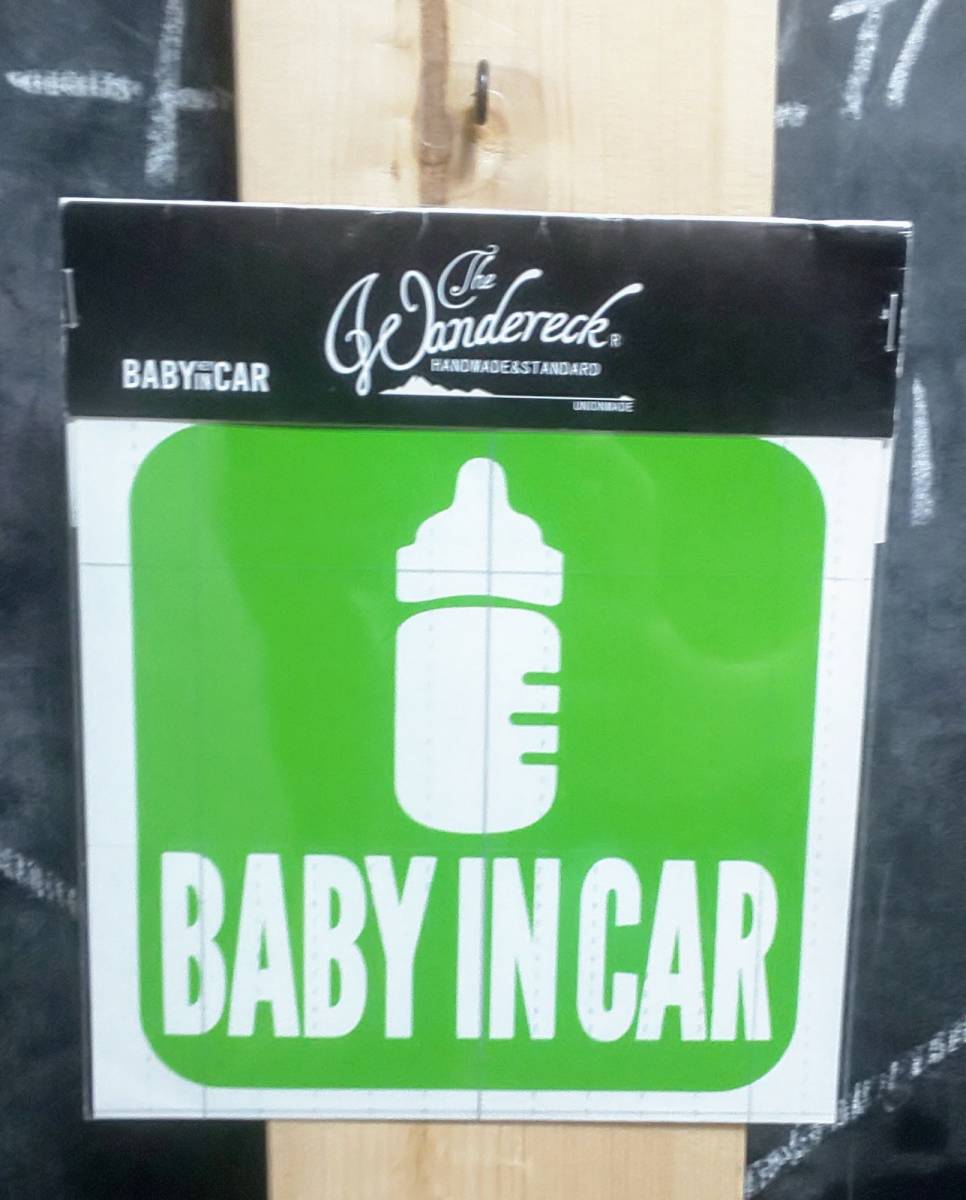 The
Wandereck®
HANDMADE&STANDARD
BABY IN CAR
UNIONMADE
BABY IN CAR